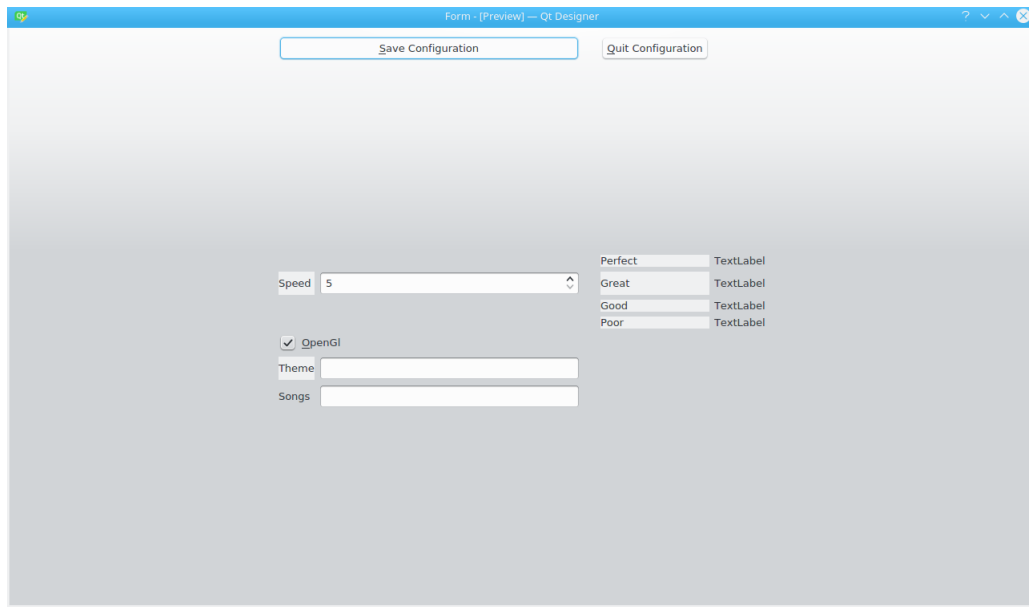 Form - [Preview] — Qt Designer
Save Configuration
Quit Configuration
Speed
5
Perfect TextLabel
Great TextLabel
Good TextLabel
Poor TextLabel
OpenGl
Theme
Songs